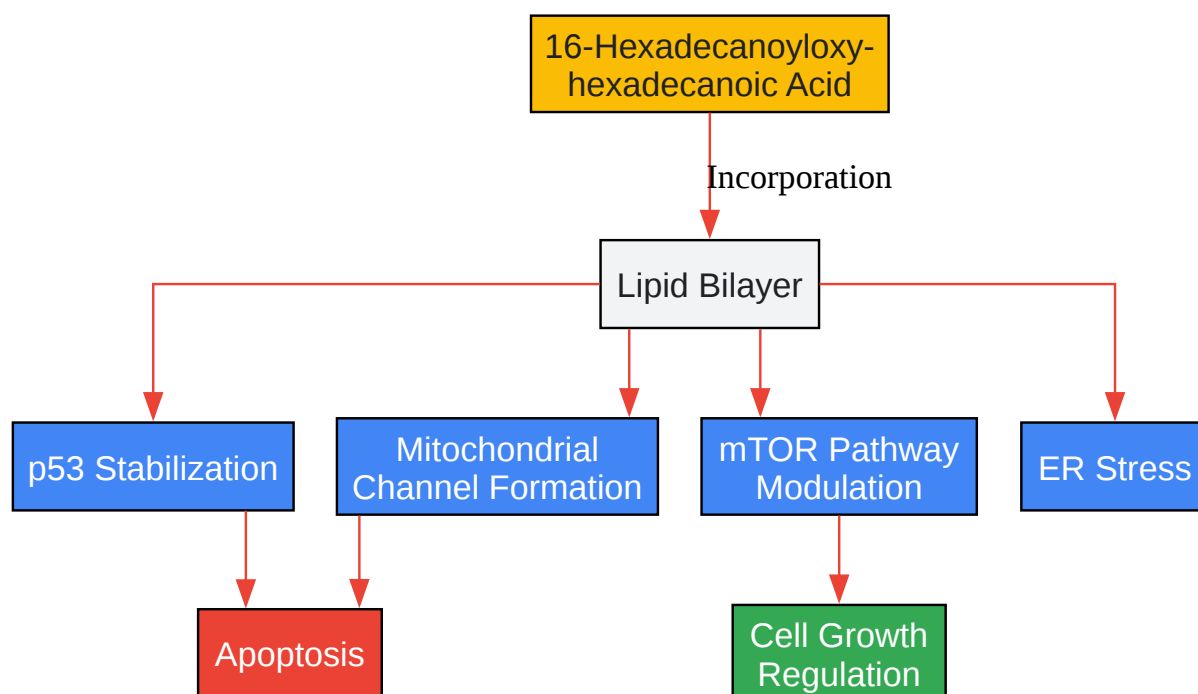 16-Hexadecanoyloxy-
hexadecanoic Acid
Incorporation
Lipid Bilayer
p53 Stabilization
Mitochondrial
Channel Formation
mTOR Pathway
Modulation
ER Stress
Apoptosis
Cell Growth
Regulation